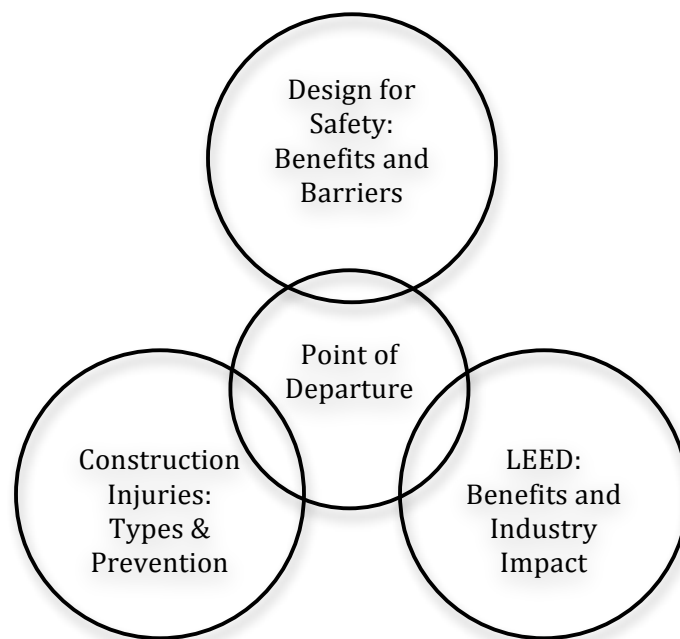 Design for
Safety:
Benefits and
Barriers
Point of
Departure
Construction
Injuries:
Types &
Prevention
LEED:
Benefits and
Industry
Impact